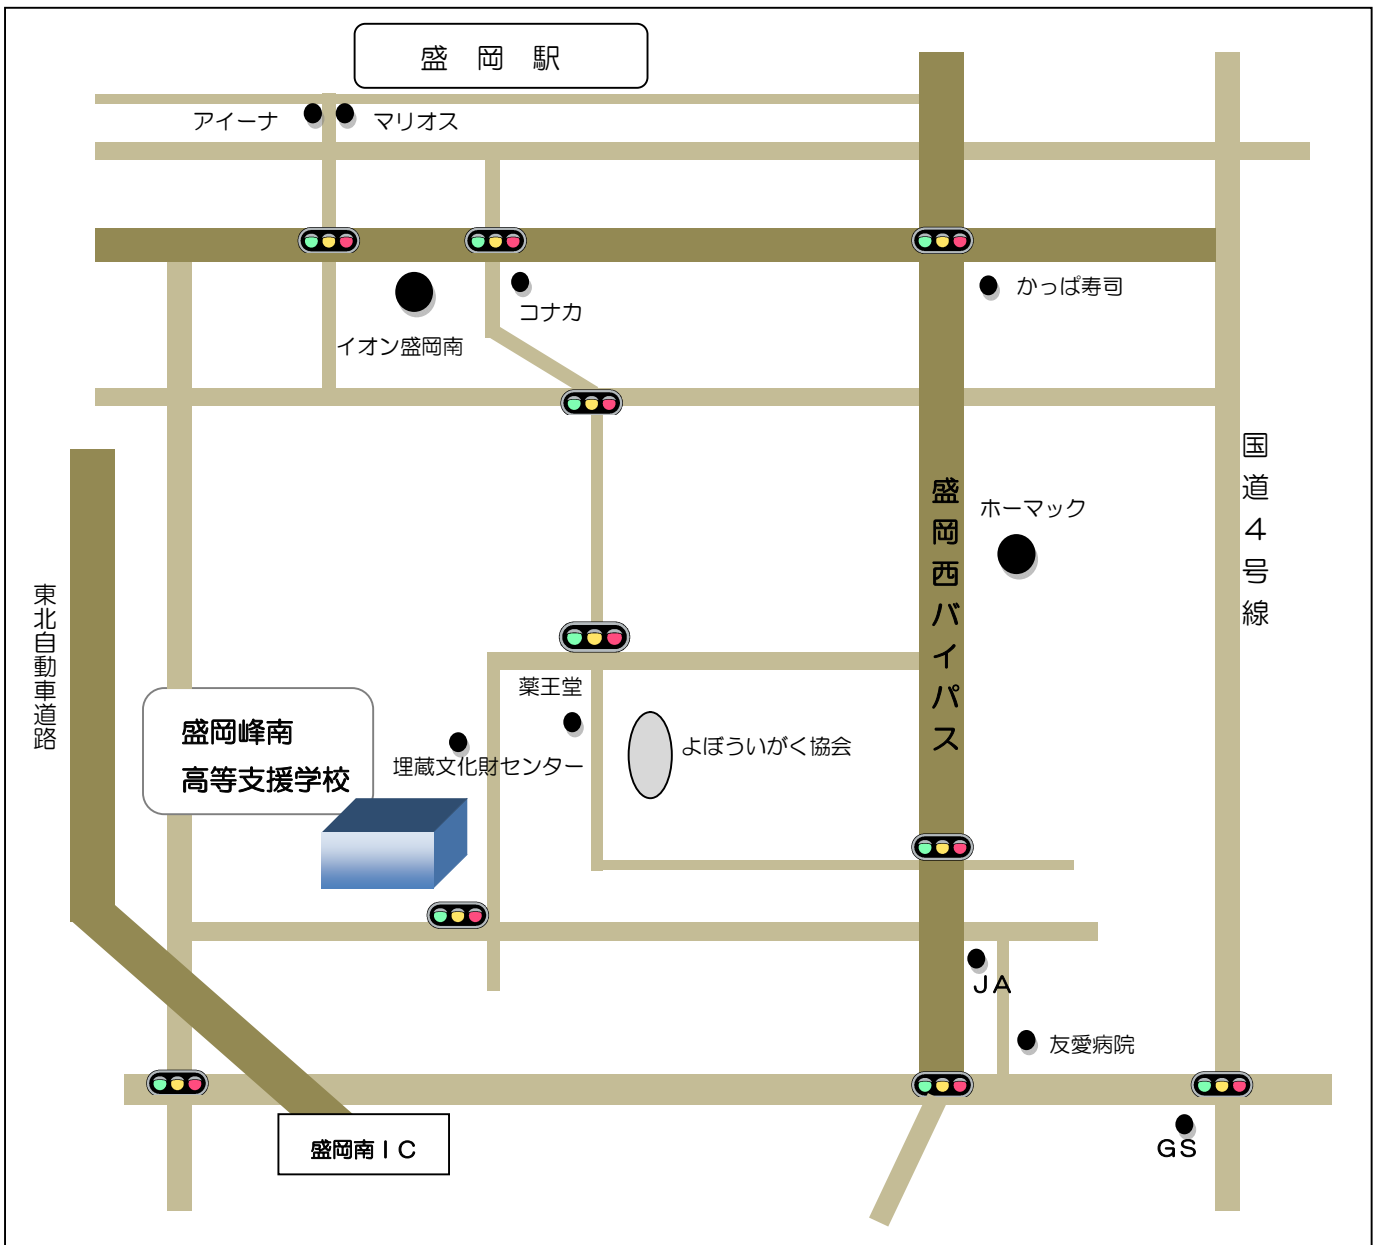 盛岡駅
アイーナ
マリオス
かっぱ寿司
コナカ
イオン盛岡南
国道４号線
盛岡西バイパス
ホーマック
東北自動車道路
薬王堂
盛岡峰南
高等支援学校
よぼういがく協会
埋蔵文化財センター
ＪＡ
友愛病院
盛岡南ＩＣ
ＧＳ